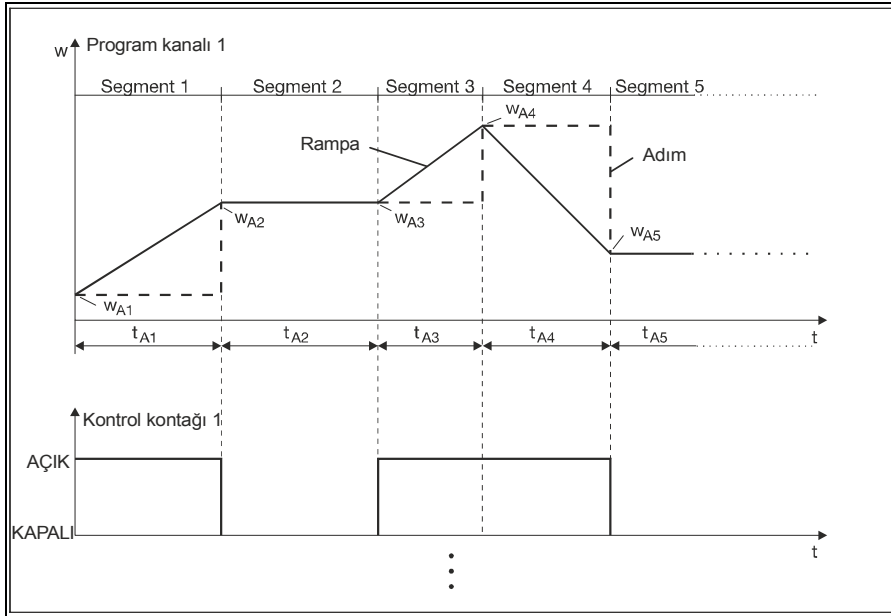 w
Program kanalı 1
Segment 1
Segment 2
Segment 3
Segment 4
Segment 5
wA4
Rampa
Adım
wA2
wA3
wA5
wA1
t
tA1
tA2
tA3
tA4
tA5
Kontrol kontağı 1
AÇIK
KAPALI
t